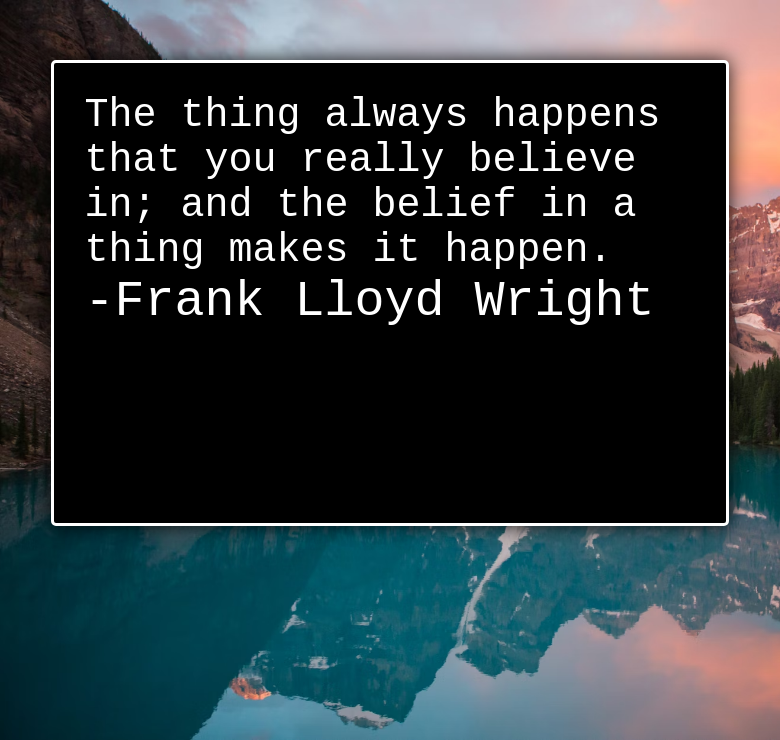 The thing always happens
that you really believe
in; and the belief in a
thing makes it happen.
-Frank Lloyd Wright